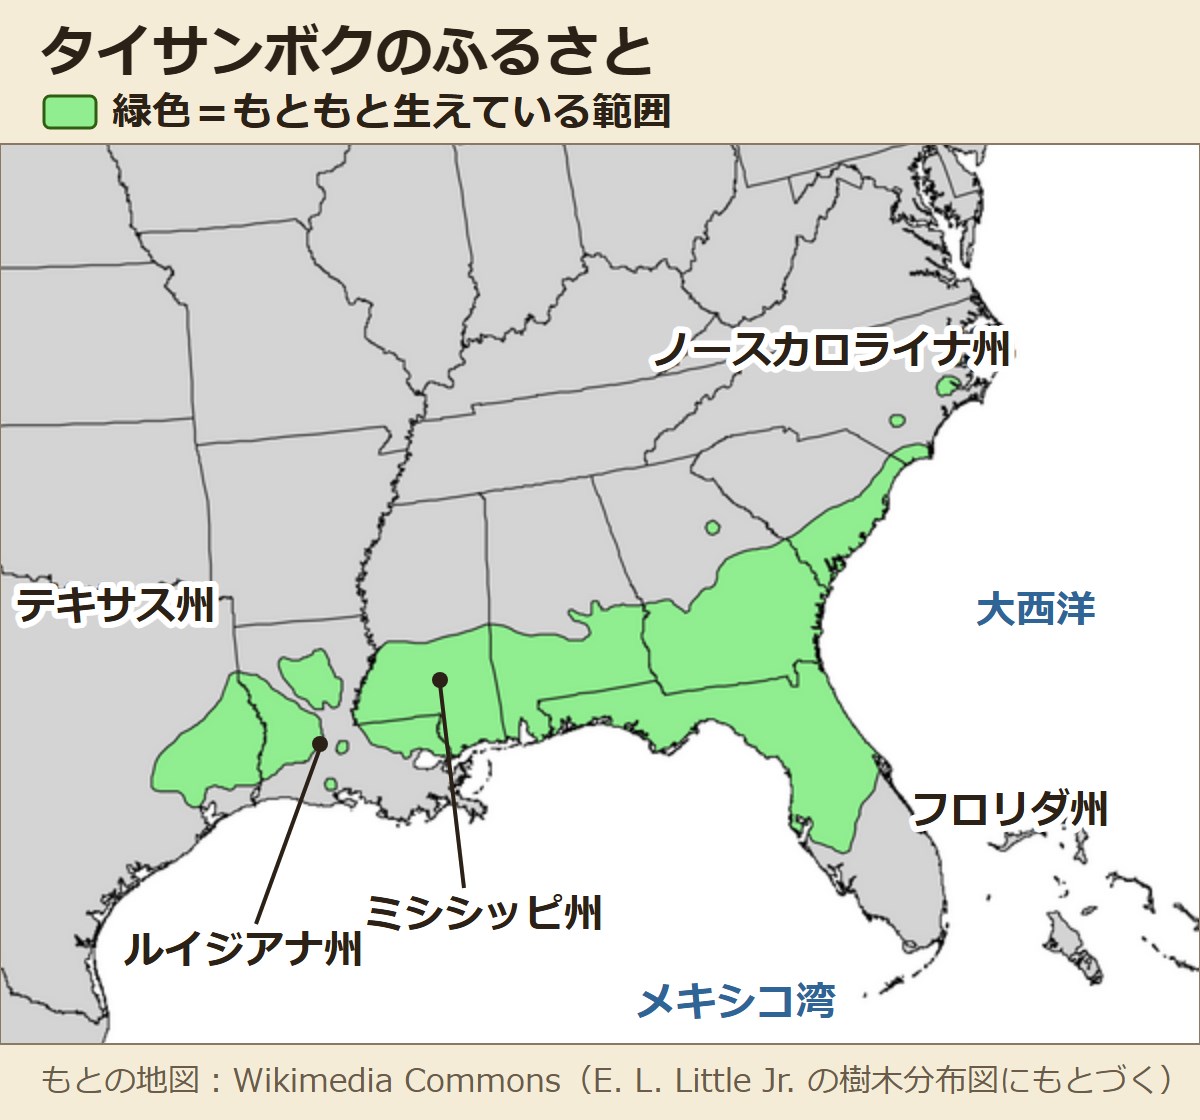 タイサンボクのふるさと
緑色＝もともと生えている範囲
ノースカロライナ州
テキサス州
大西洋
フロリダ州
ミシシッピ州
ルイジアナ州
メキシコ湾
もとの地図：Wikimedia Commons（E. L. Little Jr. の樹木分布図にもとづく）